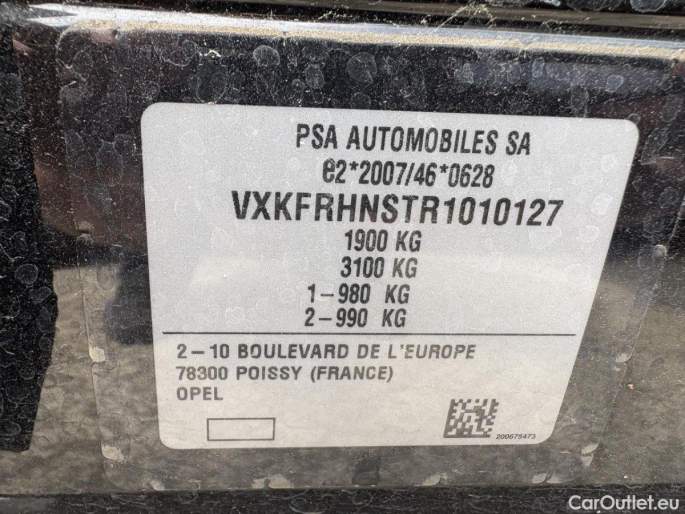 PSA AUTOMOBILES SA
e2*2007/46*0628
VXKFRHNSTR1010127
1900 KG
3100 KG
1-980 KG
2-990 KG
2-10 BOULEVARD DE L'EUROPE
78300 POISSY (FRANCE)
OPEL
200675473
CarOutlet.eu